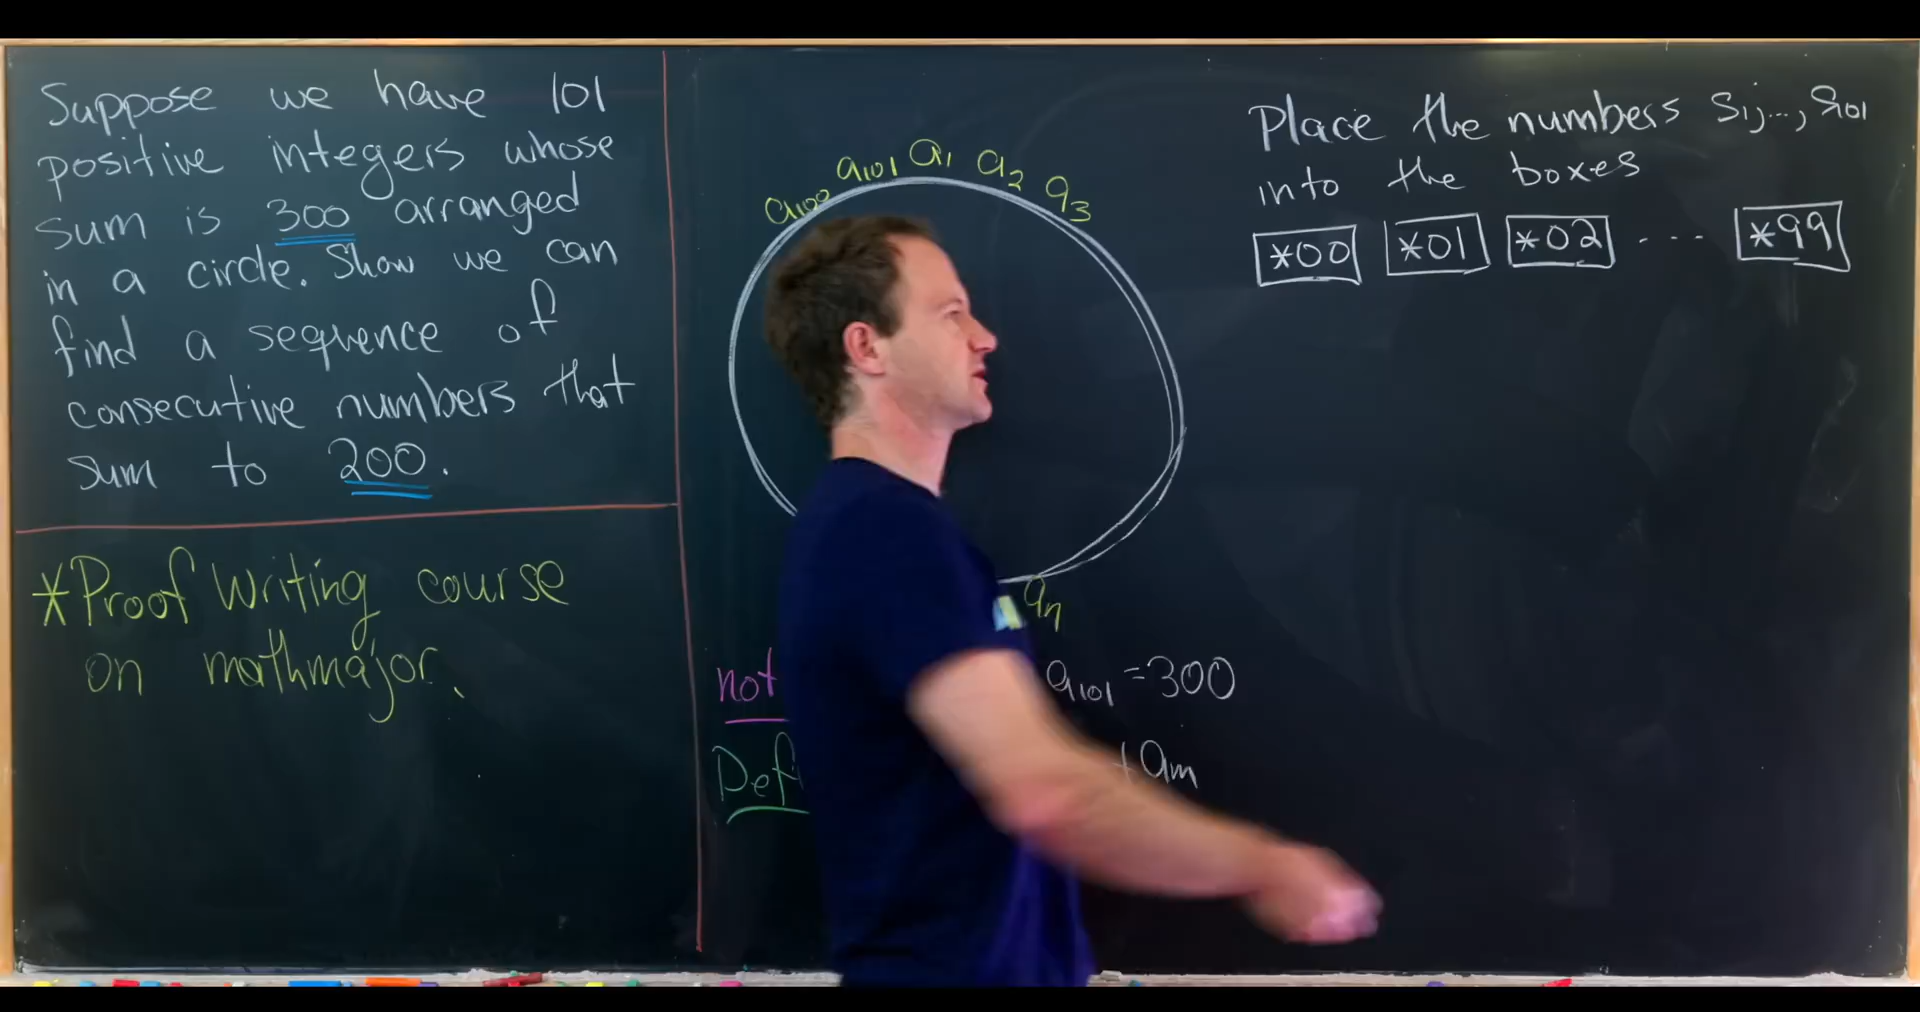 Suppose we have 101
positive integers whose
sum is 300 arranged
in a circle. Show we can
find a sequence of
consecutive numbers that
sum to 200.
*Proof Writing course
on mathmajor.
a₁₀₀ a₁₀₁ a₁ a₂ a₃
aₙ
not
a₁₀₁ = 300
Def
+ aₘ
Place the numbers S₁,..., S₁₀₁
into the boxes
*00 *01 *02 ... *99